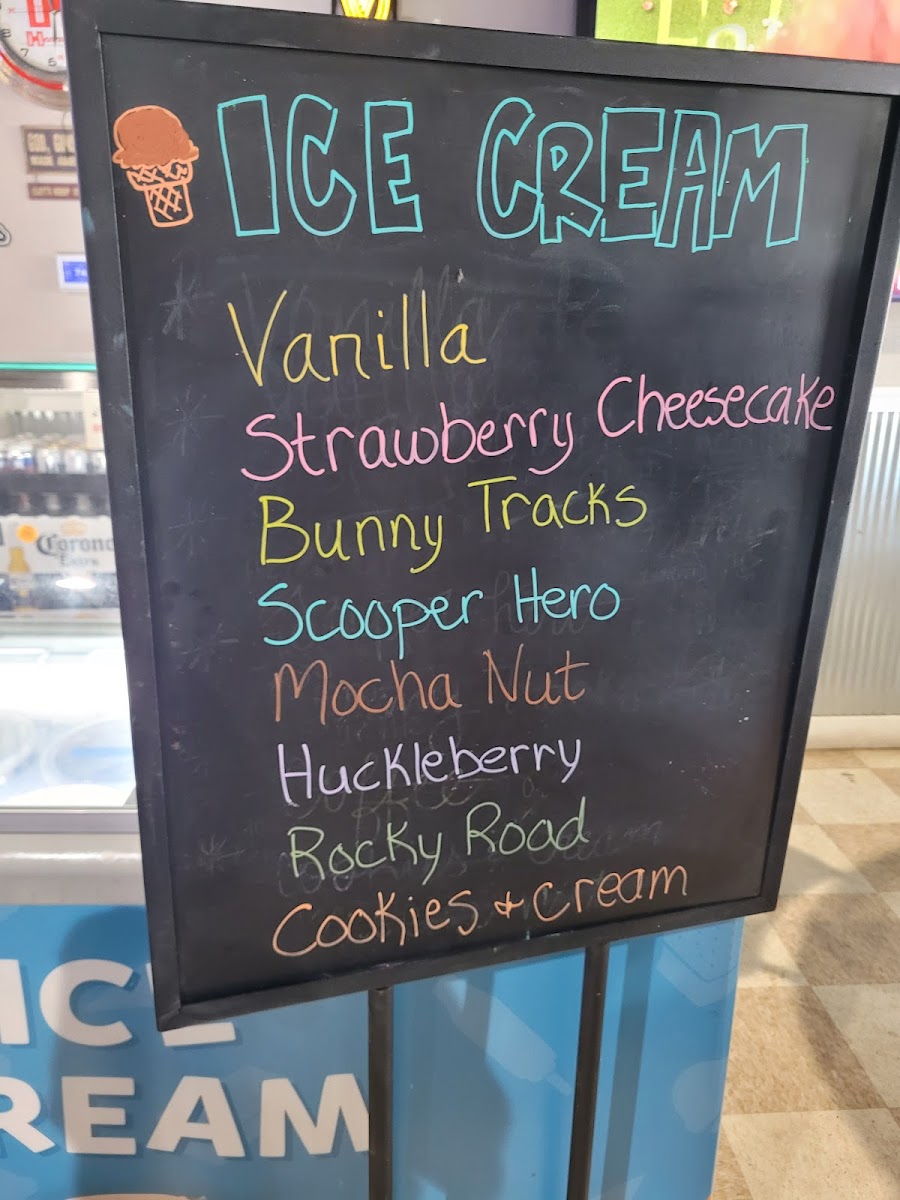 ICE CREAM
Vanilla
Strawberry Cheesecake
Bunny Tracks
Scooper Hero
Mocha Nut
Huckleberry
Rocky Road
Cookies & cream
Corona
Extra
ICE
REAM